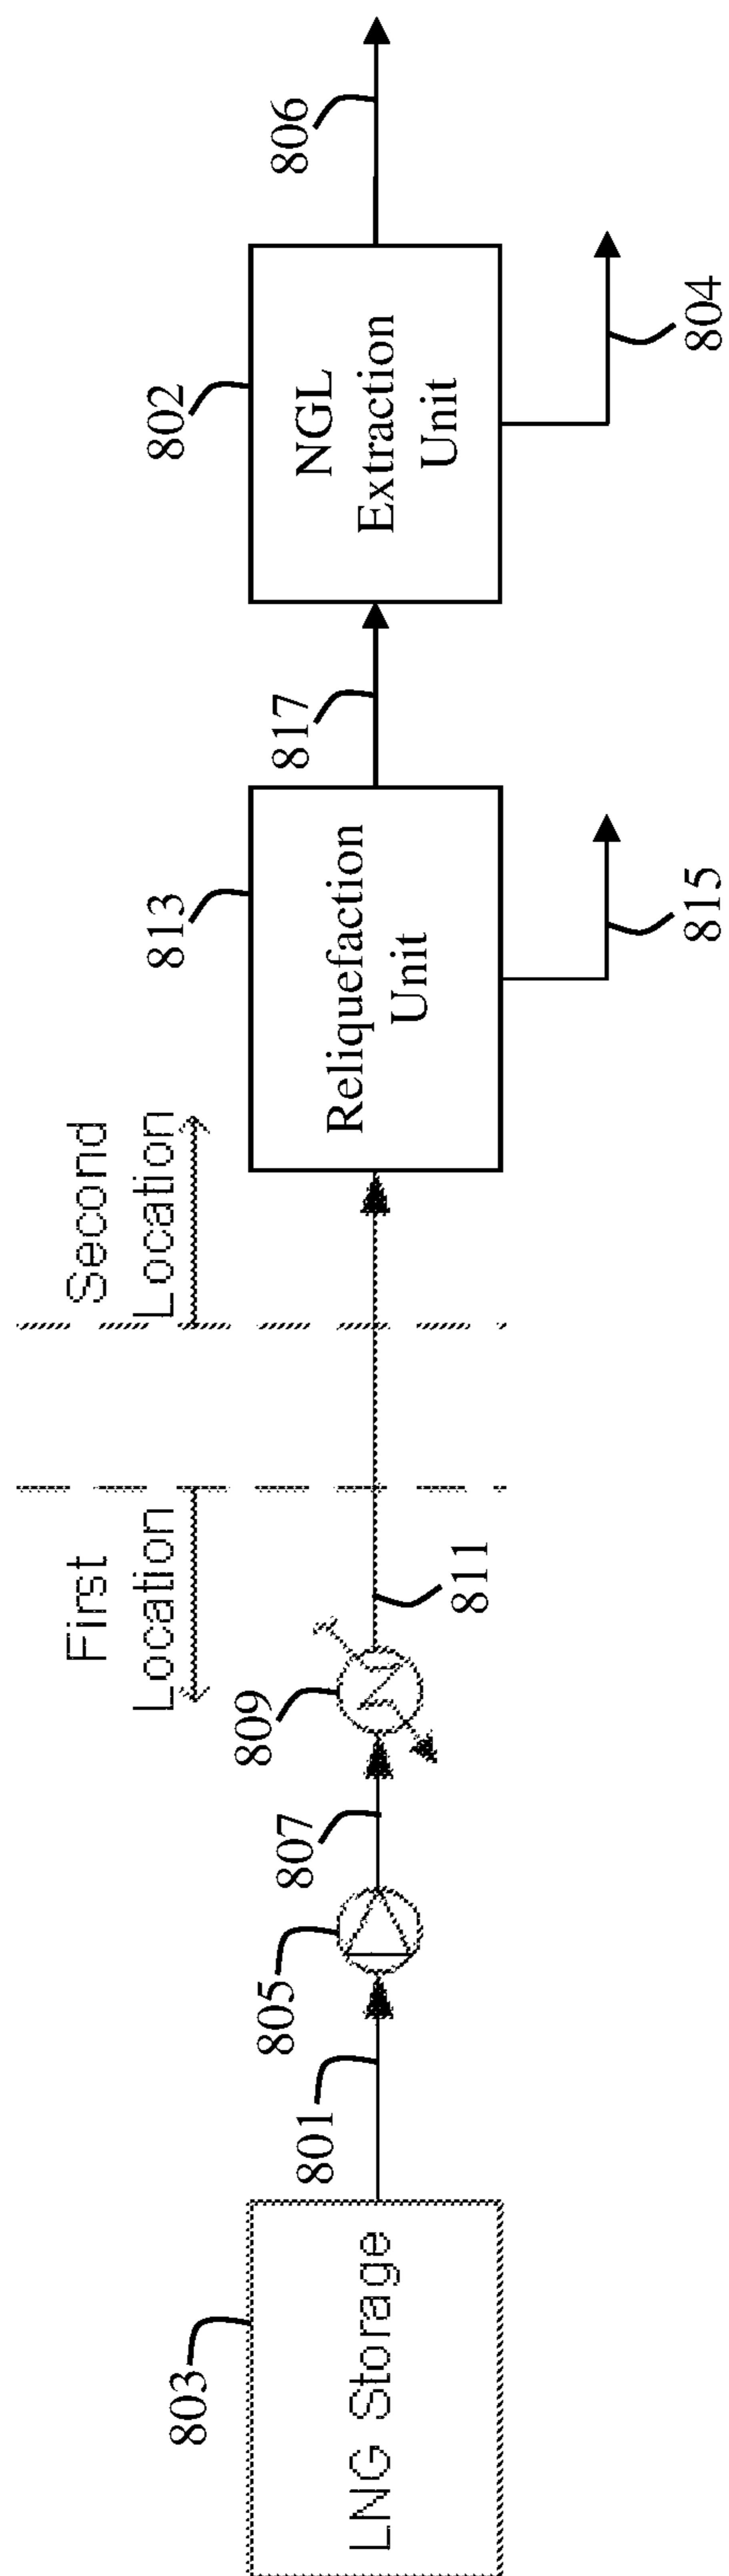 First
Location
Second
Location
803
LNG Storage
801
805
807
809
811
813
Reliquefaction
Unit
815
817
802
NGL
Extraction
Unit
804
806